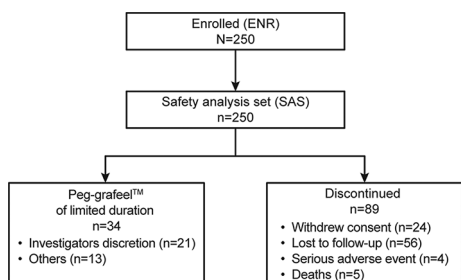 Enrolled (ENR)
N=250
Safety analysis set (SAS)
n=250
Peg-grafeel™
of limited duration
n=34
• Investigators discretion (n=21)
• Others (n=13)
Discontinued
n=89
• Withdrew consent (n=24)
• Lost to follow-up (n=56)
• Serious adverse event (n=4)
• Deaths (n=5)